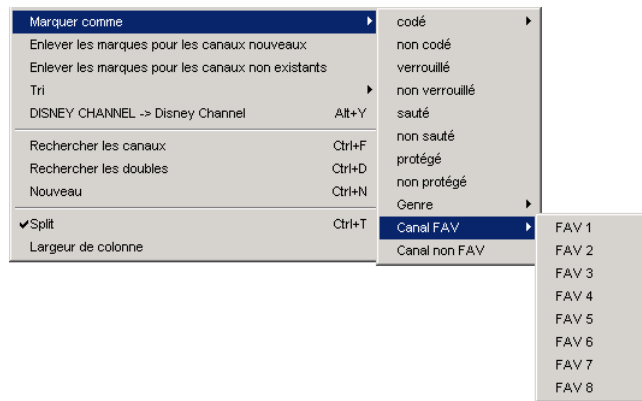 Marquer comme
Enlever les marques pour les canaux nouveaux
Enlever les marques pour les canaux non existants
Tri
DISNEY CHANNEL -> Disney Channel Alt+Y
Rechercher les canaux Ctrl+F
Rechercher les doubles Ctrl+D
Nouveau Ctrl+N
Split Ctrl+T
Largeur de colonne
codé
non codé
verrouillé
non verrouillé
sauté
non sauté
protégé
non protégé
Genre
Canal FAV
Canal non FAV
FAV 1
FAV 2
FAV 3
FAV 4
FAV 5
FAV 6
FAV 7
FAV 8